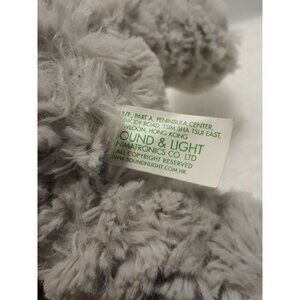 PART A, PENINSULA CENTER,
MODY ROAD, TSIM SHA TSUI EAST,
HONG KONG
OUND & LIGHT
NIMATRONICS CO. LTD
ALL COPYRIGHT RESERVED
WWW.SOUNDNLIGHT.COM.HK